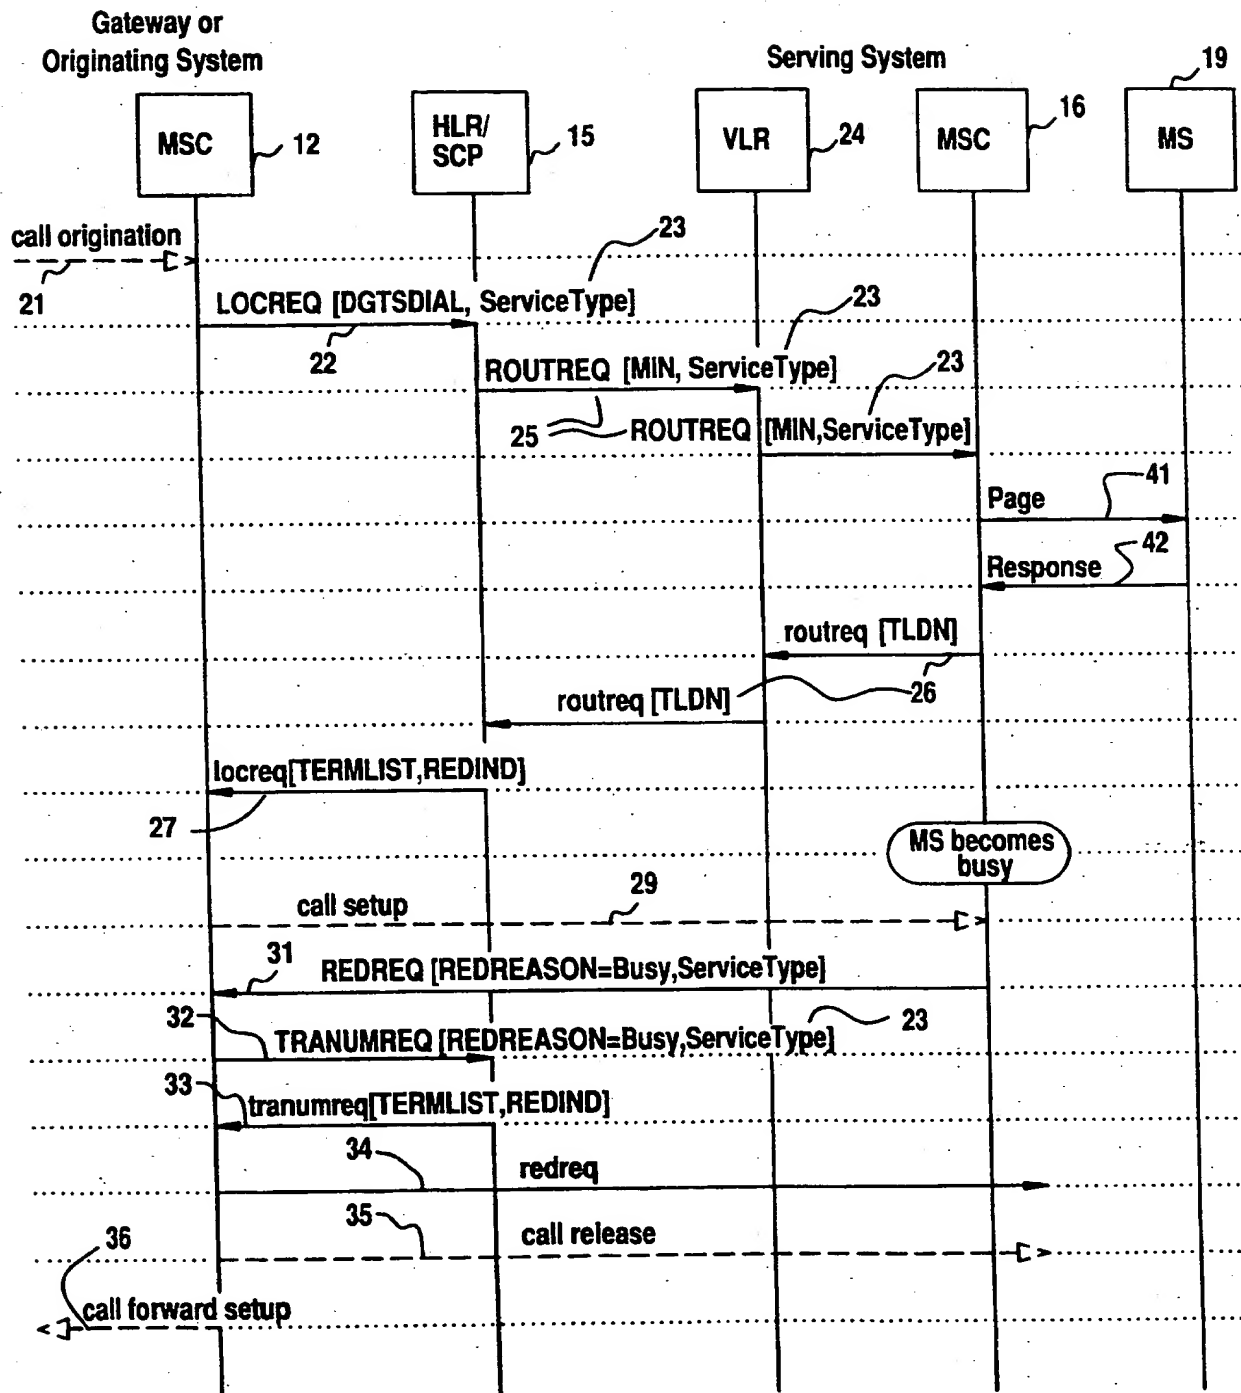 Gateway or
Originating System
Serving System
19
MSC
12
HLR/
SCP
15
VLR
24
MSC
16
MS
call origination
21
23
LOCREQ [DGTSDIAL, ServiceType]
22
23
ROUTREQ [MIN, ServiceType]
23
25
ROUTREQ [MIN,ServiceType]
Page
41
Response
42
routreq [TLDN]
26
routreq [TLDN]
locreq[TERMLIST,REDIND]
27
MS becomes
busy
call setup
29
31
REDREQ [REDREASON=Busy,ServiceType]
32
TRANUMREQ [REDREASON=Busy,ServiceType]
23
33
tranumreq[TERMLIST,REDIND]
34
redreq
35
call release
36
call forward setup